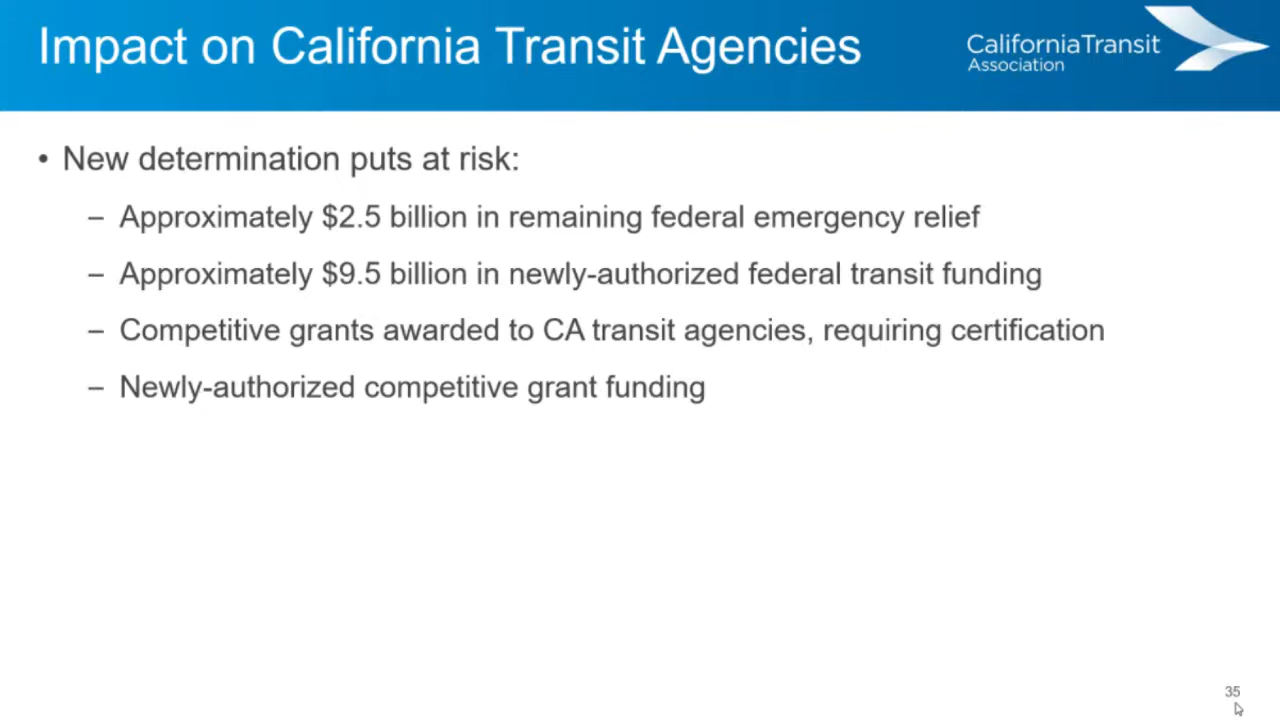 Impact on California Transit Agencies
CaliforniaTransit
Association
• New determination puts at risk:
– Approximately $2.5 billion in remaining federal emergency relief
– Approximately $9.5 billion in newly-authorized federal transit funding
– Competitive grants awarded to CA transit agencies, requiring certification
– Newly-authorized competitive grant funding
35